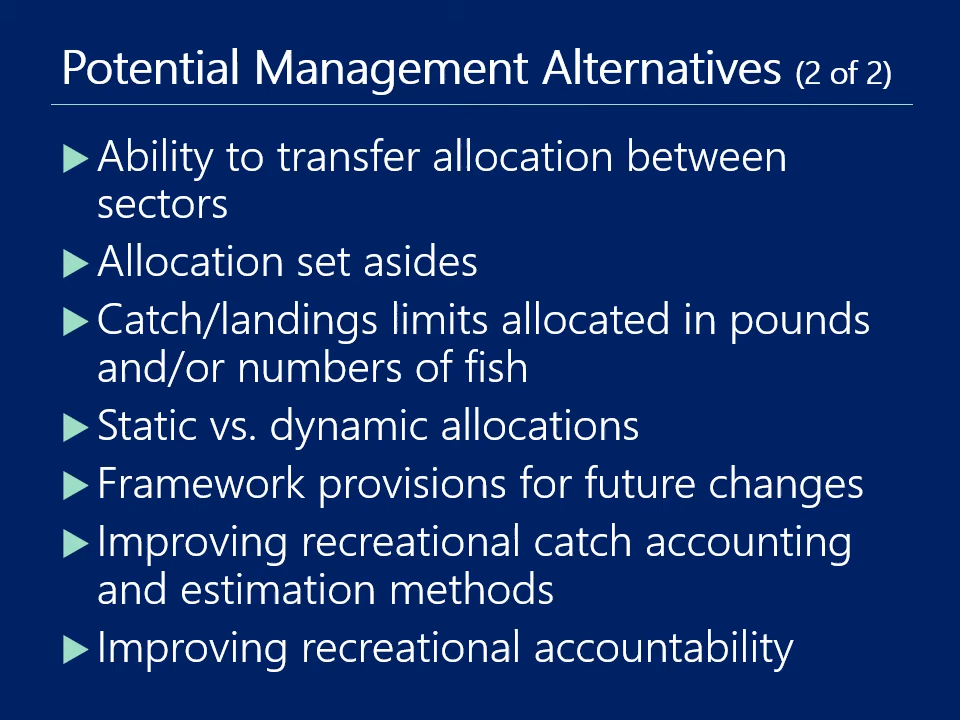 Potential Management Alternatives (2 of 2)
Ability to transfer allocation between
sectors
Allocation set asides
Catch/landings limits allocated in pounds
and/or numbers of fish
Static vs. dynamic allocations
Framework provisions for future changes
Improving recreational catch accounting
and estimation methods
Improving recreational accountability